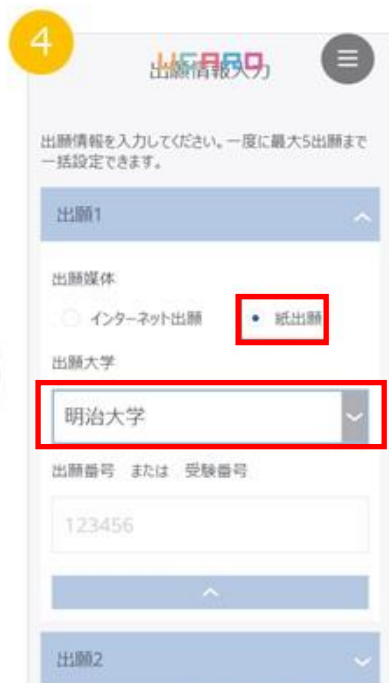 4
UCARO
出願情報入力
出願情報を入力してください。一度に最大5出願まで
一括設定できます。
出願1
出願媒体
インターネット出願 紙出願
出願大学
明治大学
出願番号 または 受験番号
123456
出願2